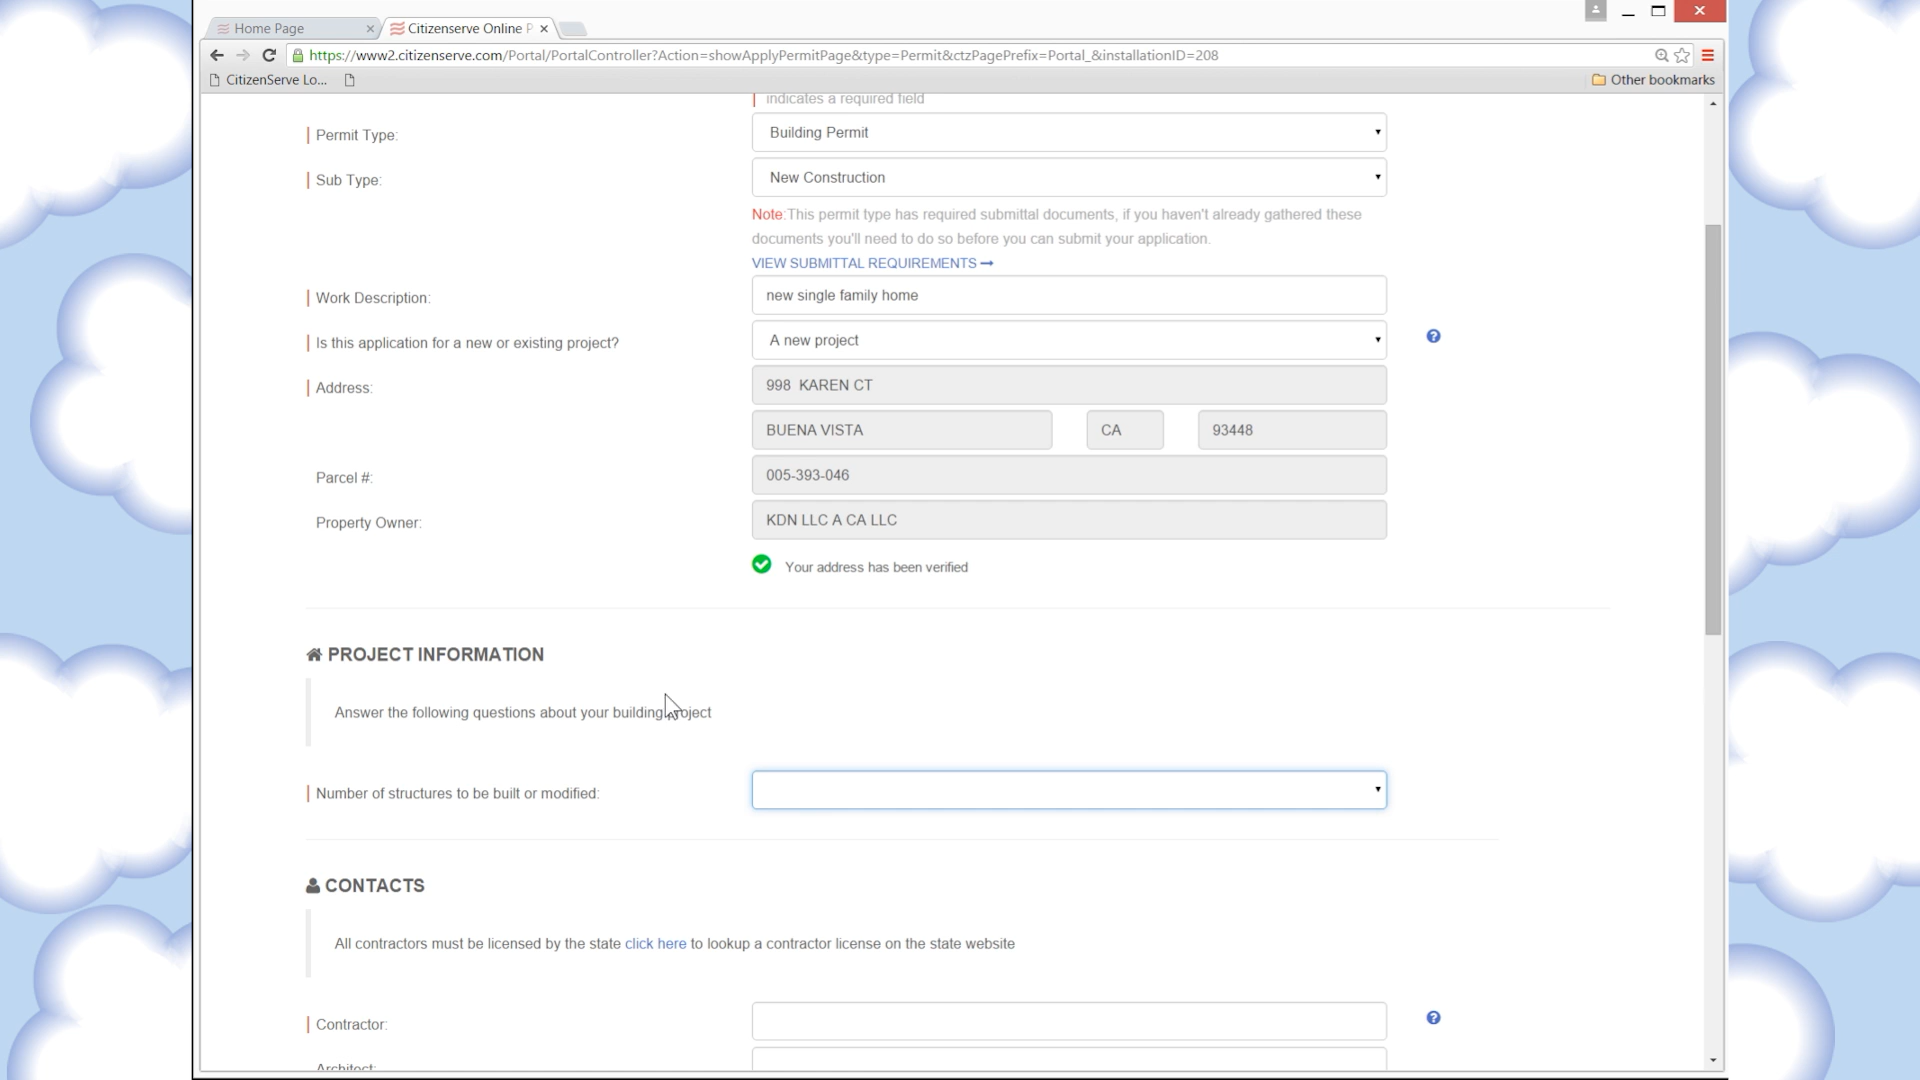 Home Page
Citizenserve Online P
https://www2.citizenserve.com/Portal/PortalController?Action=showApplyPermitPage&type=Permit&ctzPagePrefix=Portal_&installationID=208
CitizenServe Lo...
Other bookmarks
indicates a required field
Permit Type:
Building Permit
Sub Type:
New Construction
Note:This permit type has required submittal documents, if you haven't already gathered these
documents you'll need to do so before you can submit your application.
VIEW SUBMITTAL REQUIREMENTS
Work Description:
new single family home
Is this application for a new or existing project?
A new project
Address:
998 KAREN CT
BUENA VISTA
CA
93448
Parcel #:
005-393-046
Property Owner:
KDN LLC A CA LLC
Your address has been verified
PROJECT INFORMATION
Answer the following questions about your building project
Number of structures to be built or modified:
CONTACTS
All contractors must be licensed by the state click here to lookup a contractor license on the state website
Contractor:
Architect: